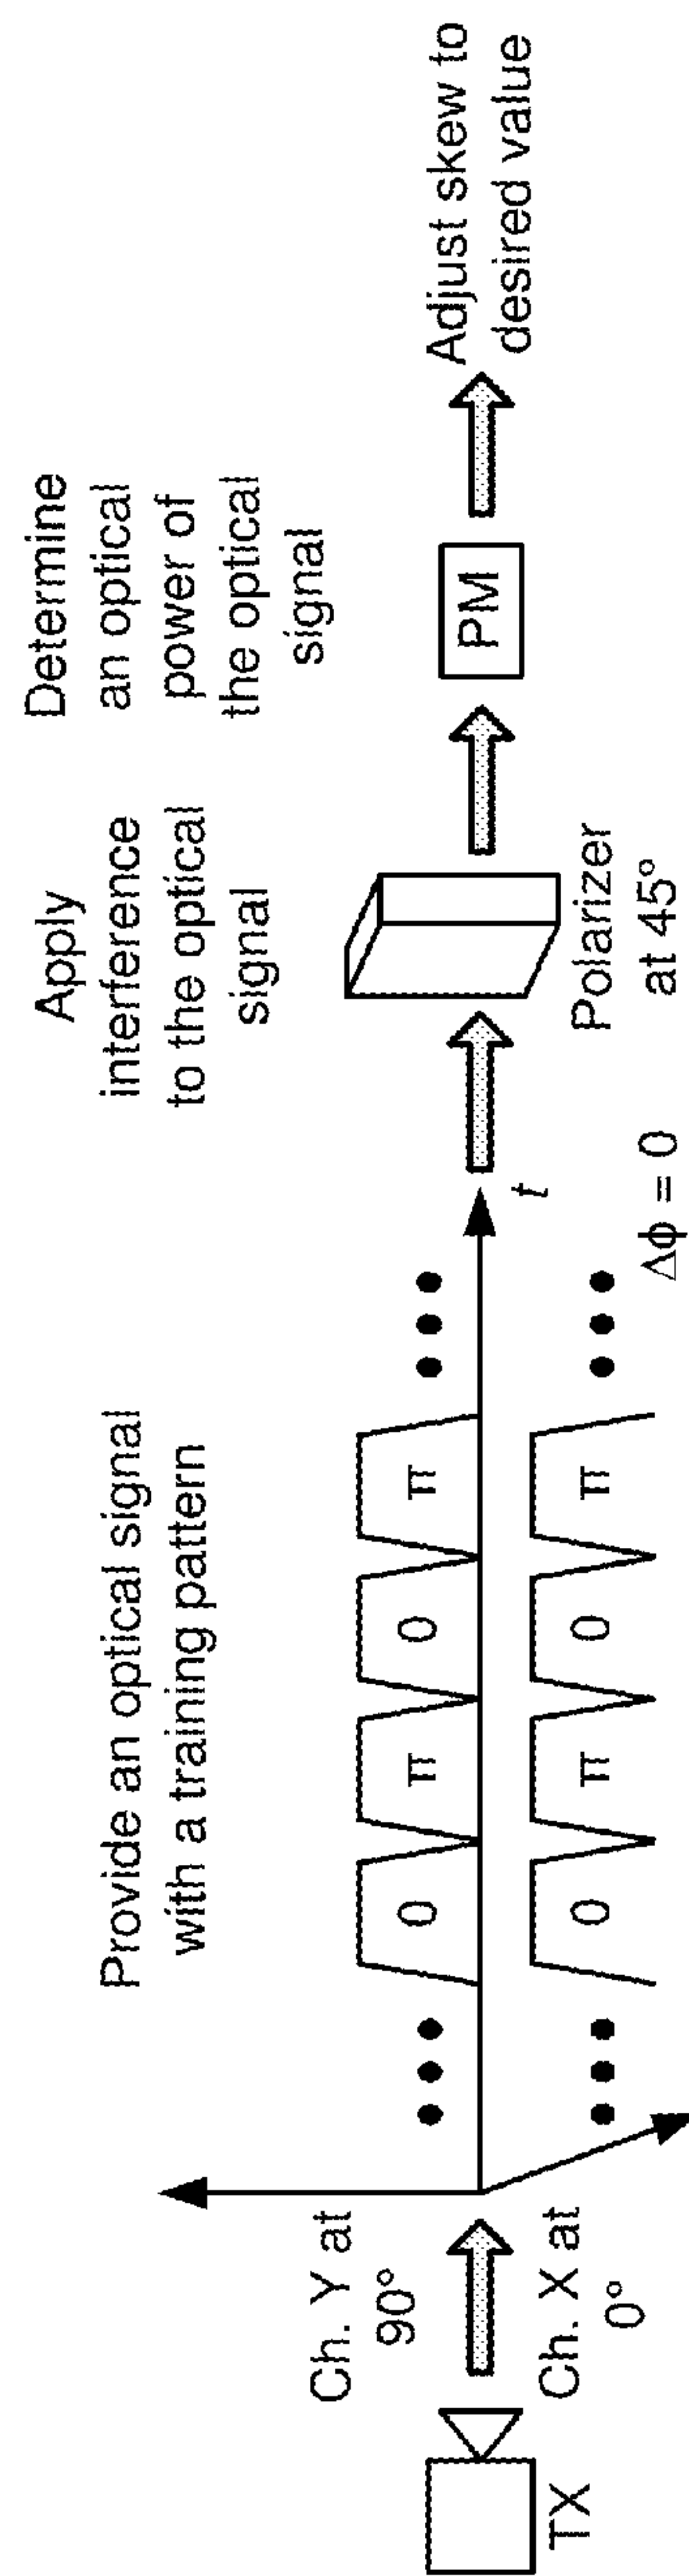 TX
Ch. Y at
90°
Ch. X at
0°
Provide an optical signal
with a training pattern
0 π 0 π
0 π 0 π
t
Δϕ = 0
Apply
interference
to the optical
signal
Polarizer
at 45°
Determine
an optical
power of
the optical
signal
PM
Adjust skew to
desired value